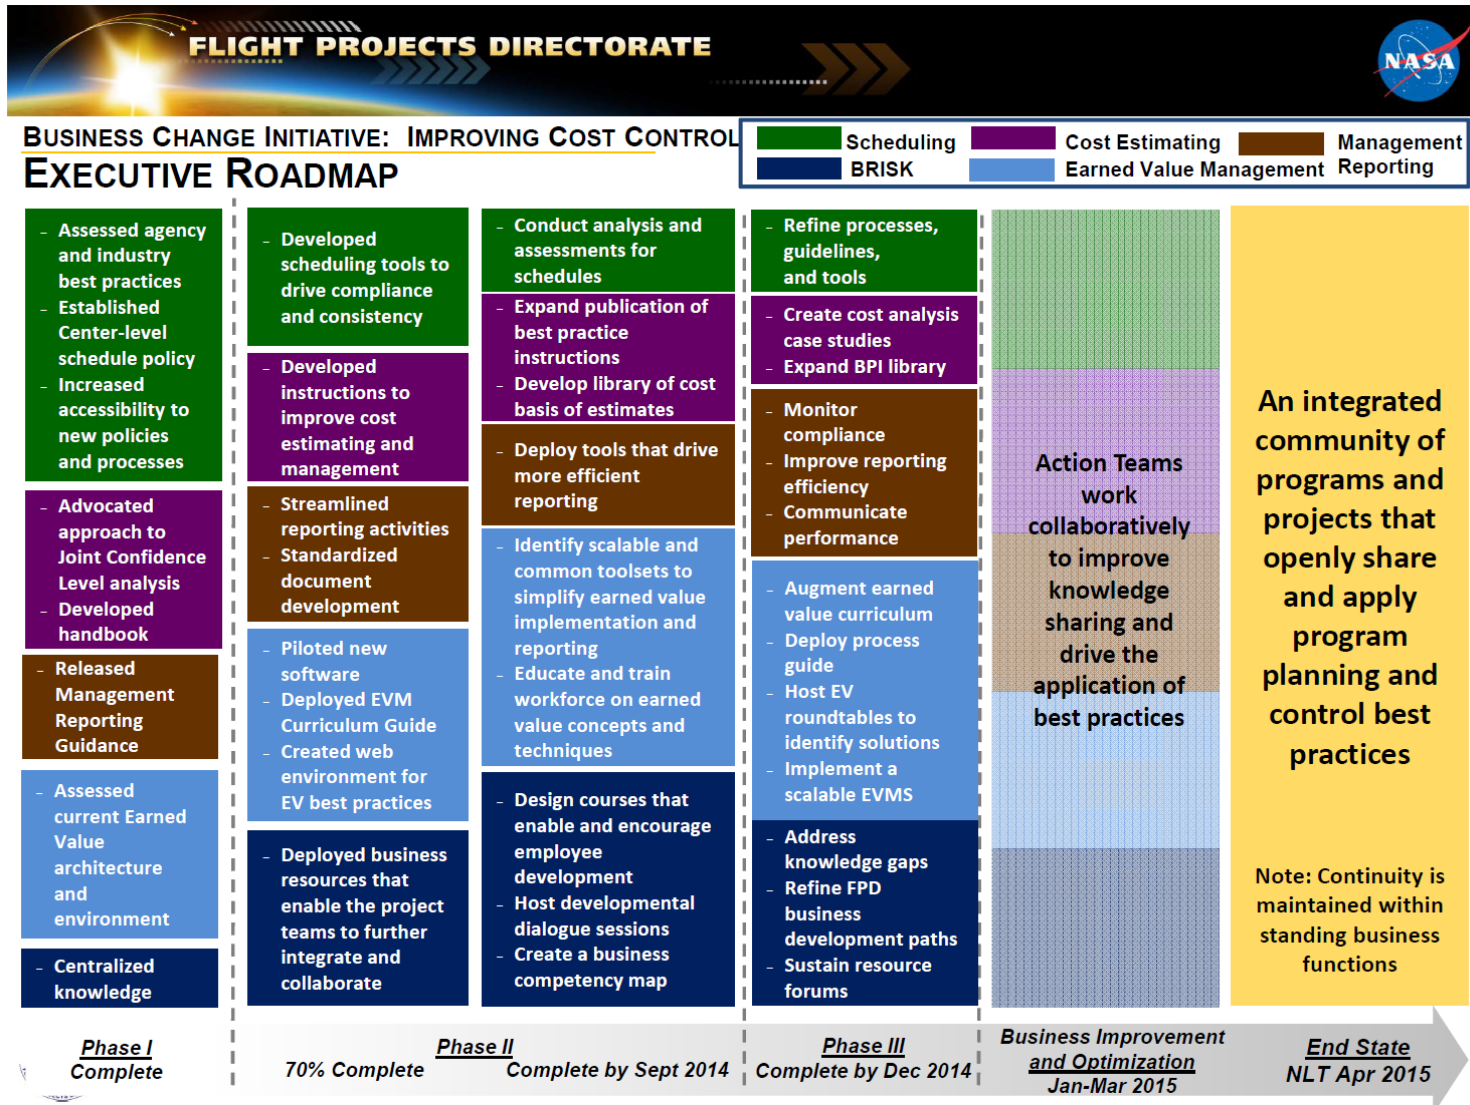 FLIGHT PROJECTS DIRECTORATE
NASA
BUSINESS CHANGE INITIATIVE: IMPROVING COST CONTROL
EXECUTIVE ROADMAP
Scheduling
Cost Estimating
Management
Reporting
BRISK
Earned Value Management
- Assessed agency
and industry
best practices
- Established
Center-level
schedule policy
- Increased
accessibility to
new policies
and processes
- Advocated
approach to
Joint Confidence
Level analysis
- Developed
handbook
- Released
Management
Reporting
Guidance
- Assessed
current Earned
Value
architecture
and
environment
- Centralized
knowledge
- Developed
scheduling tools to
drive compliance
and consistency
- Developed
instructions to
improve cost
estimating and
management
- Streamlined
reporting activities
- Standardized
document
development
- Piloted new
software
- Deployed EVM
Curriculum Guide
- Created web
environment for
EV best practices
- Deployed business
resources that
enable the project
teams to further
integrate and
collaborate
- Conduct analysis and
assessments for
schedules
- Expand publication of
best practice
instructions
- Develop library of cost
basis of estimates
- Deploy tools that drive
more efficient
reporting
- Identify scalable and
common toolsets to
simplify earned value
implementation and
reporting
- Educate and train
workforce on earned
value concepts and
techniques
- Design courses that
enable and encourage
employee
development
- Host developmental
dialogue sessions
- Create a business
competency map
- Refine processes,
guidelines,
and tools
- Create cost analysis
case studies
- Expand BPI library
- Monitor
compliance
- Improve reporting
efficiency
- Communicate
performance
- Augment earned
value curriculum
- Deploy process
guide
- Host EV
roundtables to
identify solutions
- Implement a
scalable EVMS
- Address
knowledge gaps
- Refine FPD
business
development paths
- Sustain resource
forums
Action Teams
work
collaboratively
to improve
knowledge
sharing and
drive the
application of
best practices
An integrated
community of
programs and
projects that
openly share
and apply
program
planning and
control best
practices
Note: Continuity is
maintained within
standing business
functions
Phase I
Complete
Phase II
70% Complete
Complete by Sept 2014
Phase III
Complete by Dec 2014
Business Improvement
and Optimization
Jan-Mar 2015
End State
NLT Apr 2015